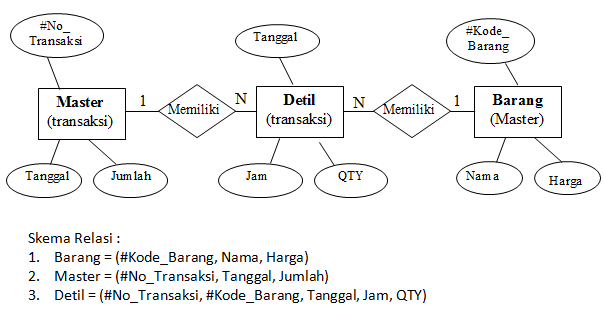 #No_
Transaksi
Tanggal
#Kode_
Barang
Master
(transaksi)
1
Memiliki
N
Detil
(transaksi)
N
Memiliki
1
Barang
(Master)
Tanggal
Jumlah
Jam
QTY
Nama
Harga
Skema Relasi :
1. Barang = (#Kode_Barang, Nama, Harga)
2. Master = (#No_Transaksi, Tanggal, Jumlah)
3. Detil = (#No_Transaksi, #Kode_Barang, Tanggal, Jam, QTY)